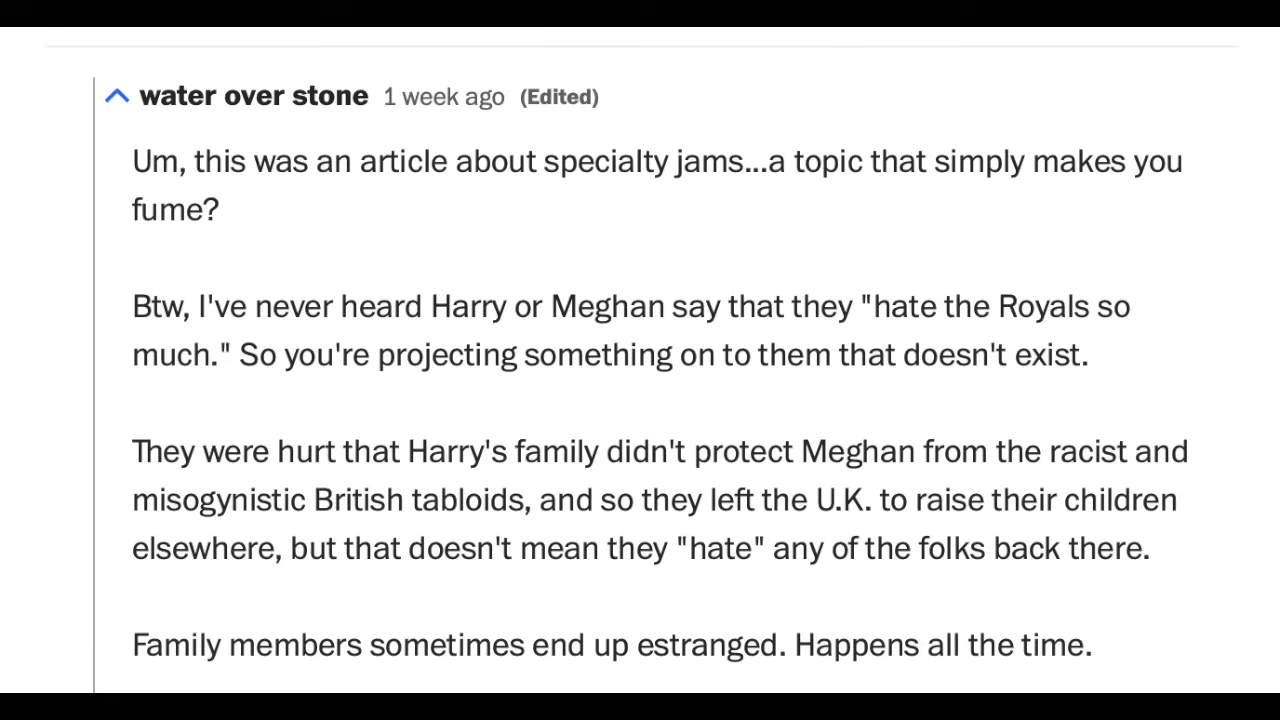 water over stone 1 week ago (Edited)
Um, this was an article about specialty jams...a topic that simply makes you
fume?
Btw, I've never heard Harry or Meghan say that they "hate the Royals so
much." So you're projecting something on to them that doesn't exist.
They were hurt that Harry's family didn't protect Meghan from the racist and
misogynistic British tabloids, and so they left the U.K. to raise their children
elsewhere, but that doesn't mean they "hate" any of the folks back there.
Family members sometimes end up estranged. Happens all the time.